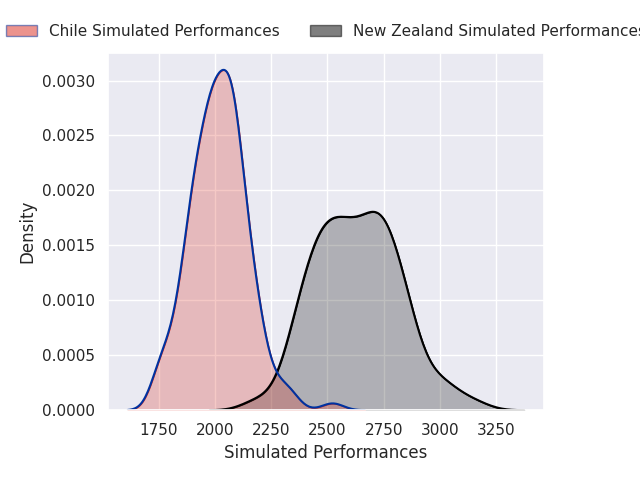 Chile Simulated Performances
New Zealand Simulated Performances
0.0030
0.0025
0.0020
0.0015
0.0010
0.0005
0.0000
Density
1750 2000 2250 2500 2750 3000 3250
Simulated Performances